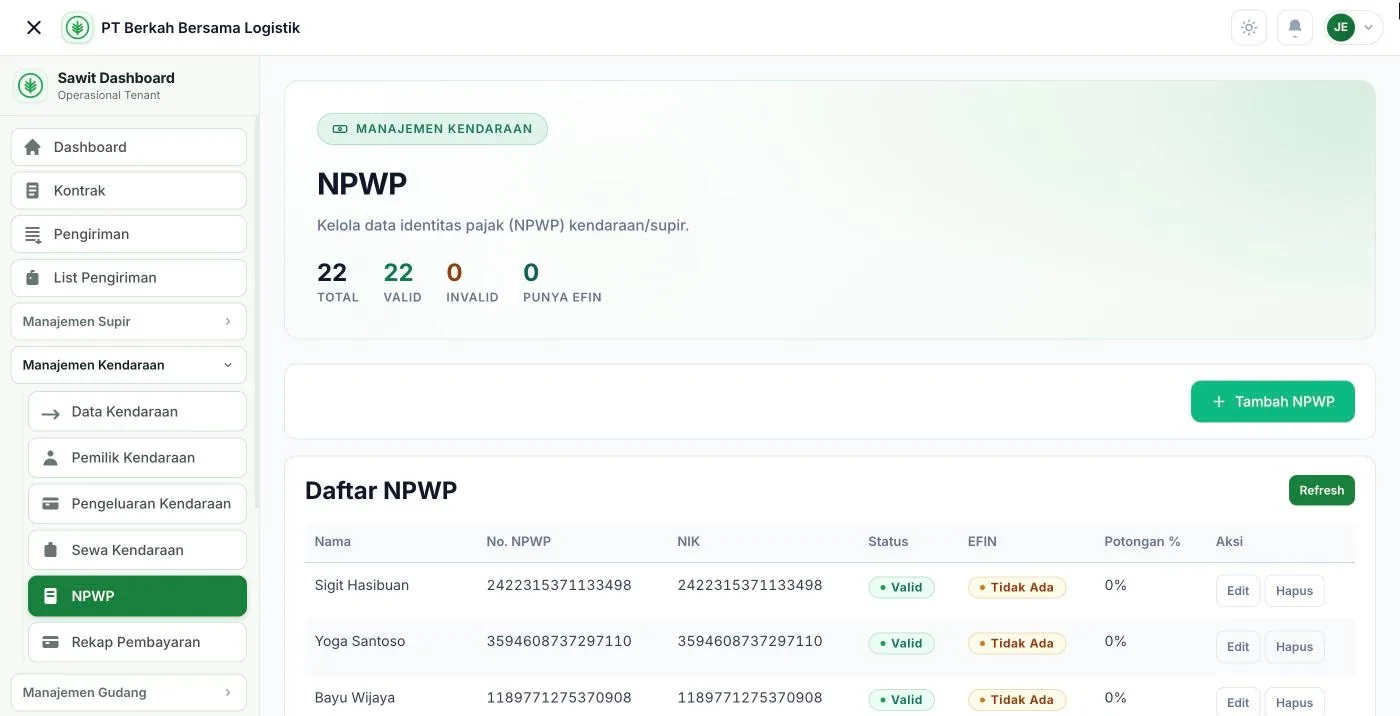 PT Berkah Bersama Logistik
JE
Sawit Dashboard
Operasional Tenant
Dashboard
Kontrak
Pengiriman
List Pengiriman
Manajemen Supir
Manajemen Kendaraan
Data Kendaraan
Pemilik Kendaraan
Pengeluaran Kendaraan
Sewa Kendaraan
NPWP
Rekap Pembayaran
Manajemen Gudang
MANAJEMEN KENDARAAN
NPWP
Kelola data identitas pajak (NPWP) kendaraan/supir.
22 22 0 0
TOTAL VALID INVALID PUNYA EFIN
+ Tambah NPWP
Daftar NPWP
Refresh
Nama No. NPWP NIK Status EFIN Potongan % Aksi
Sigit Hasibuan 2422315371133498 2422315371133498 • Valid • Tidak Ada 0% Edit Hapus
Yoga Santoso 3594608737297110 3594608737297110 • Valid • Tidak Ada 0% Edit Hapus
Bayu Wijaya 1189771275370908 1189771275370908 • Valid • Tidak Ada 0% Edit Hapus